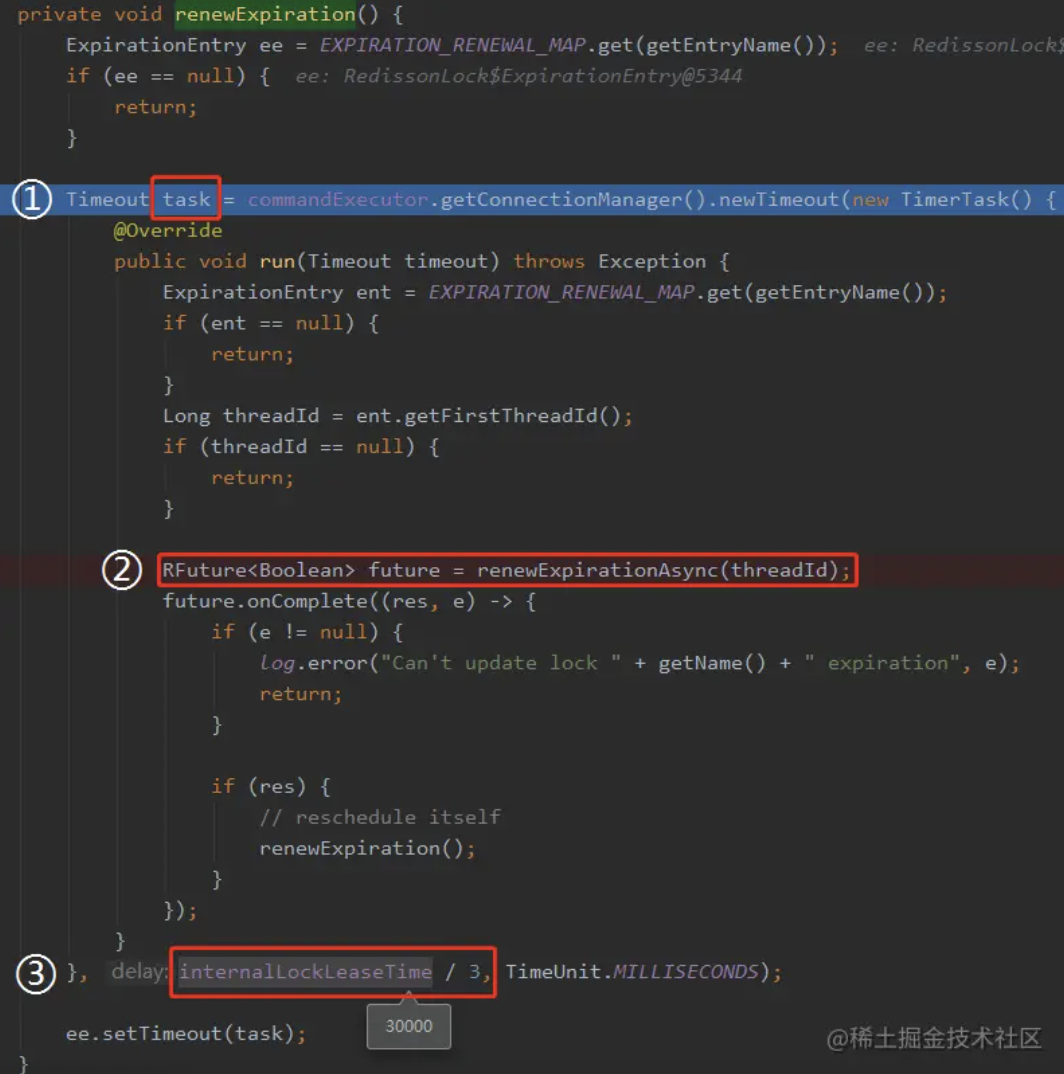 private void renewExpiration() {
ExpirationEntry ee = EXPIRATION_RENEWAL_MAP.get(getEntryName()); ee: RedissonLock$
if (ee == null) { ee: RedissonLock$ExpirationEntry@5344
return;
}
① Timeout task = commandExecutor.getConnectionManager().newTimeout(new TimerTask() {
@Override
public void run(Timeout timeout) throws Exception {
ExpirationEntry ent = EXPIRATION_RENEWAL_MAP.get(getEntryName());
if (ent == null) {
return;
}
Long threadId = ent.getFirstThreadId();
if (threadId == null) {
return;
}
② RFuture<Boolean> future = renewExpirationAsync(threadId);
future.onComplete((res, e) -> {
if (e != null) {
log.error("Can't update lock " + getName() + " expiration", e);
return;
}
if (res) {
// reschedule itself
renewExpiration();
}
});
}
③ }, delay: internalLockLeaseTime / 3, TimeUnit.MILLISECONDS);
30000
ee.setTimeout(task);
}
@稀土掘金技术社区